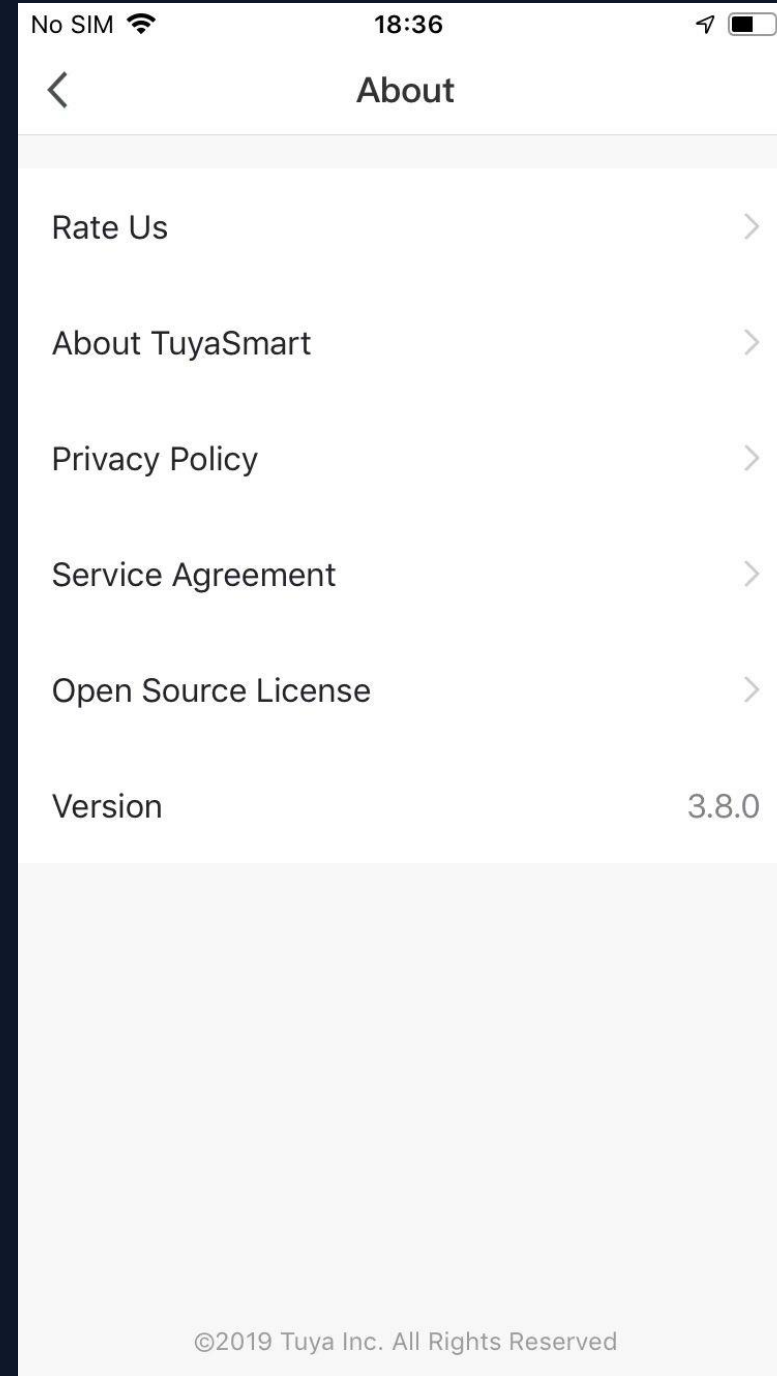 No SIM 18:36
About
Rate Us
About TuyaSmart
Privacy Policy
Service Agreement
Open Source License
Version 3.8.0
©2019 Tuya Inc. All Rights Reserved